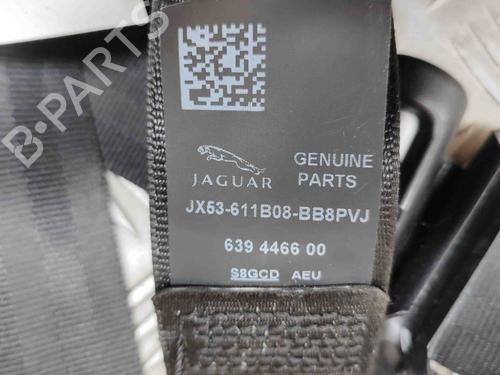 B-PARTS
JAGUAR
GENUINE
PARTS
JX53-611B08-BB8PVJ
639 4466 00
S8GCD AEU